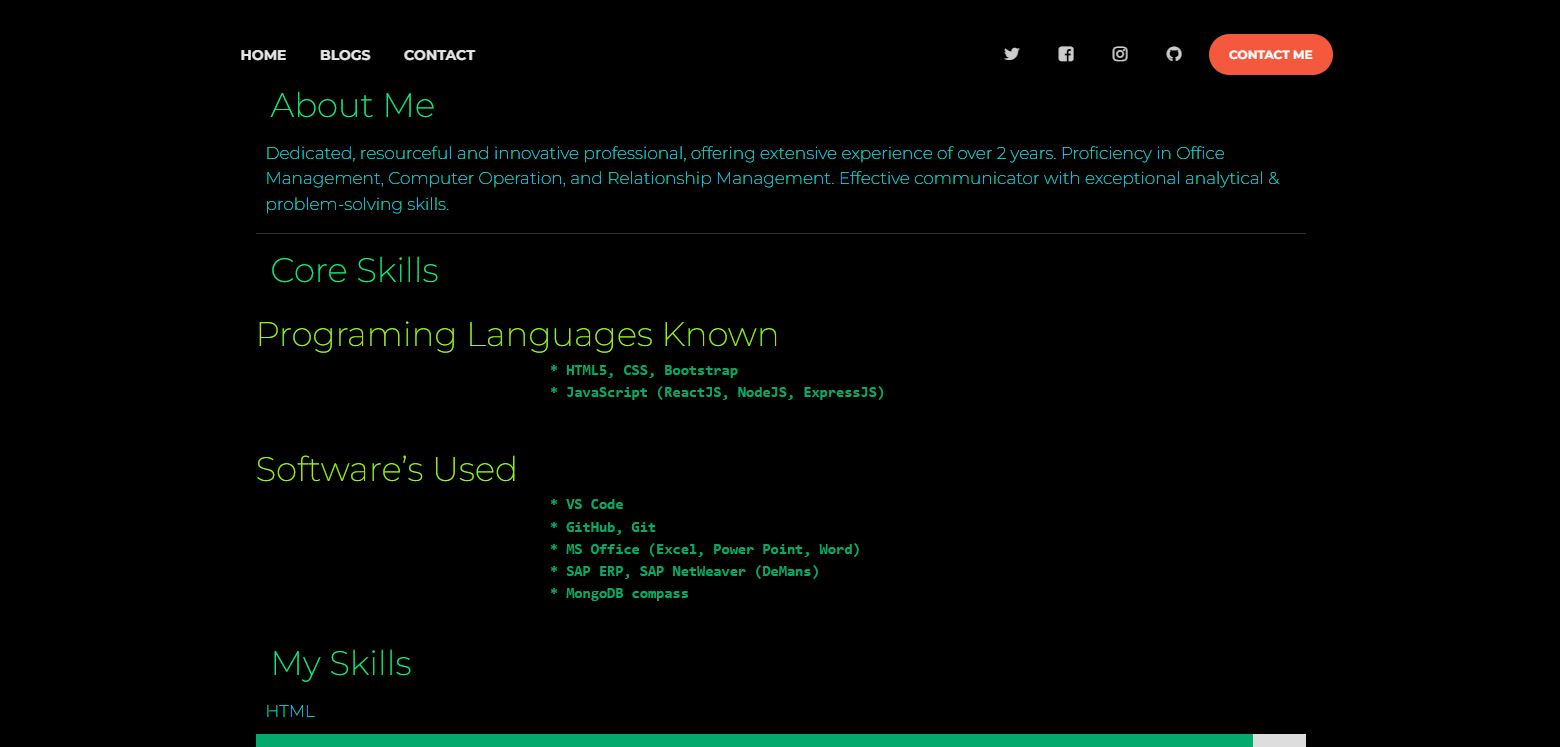 HOME BLOGS CONTACT CONTACT ME
About Me
Dedicated, resourceful and innovative professional, offering extensive experience of over 2 years. Proficiency in Office
Management, Computer Operation, and Relationship Management. Effective communicator with exceptional analytical &
problem-solving skills.
Core Skills
Programing Languages Known
* HTML5, CSS, Bootstrap
* JavaScript (ReactJS, NodeJS, ExpressJS)
Software’s Used
* VS Code
* GitHub, Git
* MS Office (Excel, Power Point, Word)
* SAP ERP, SAP NetWeaver (DeMans)
* MongoDB compass
My Skills
HTML